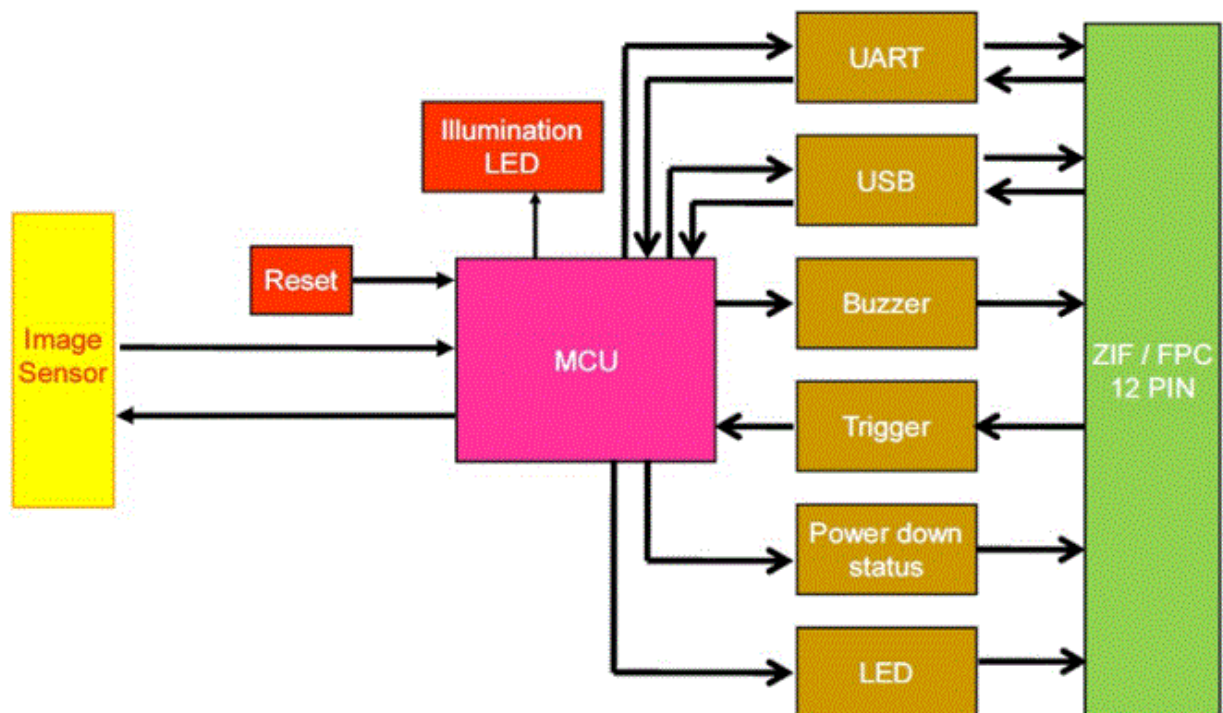 UART
Illumination
LED
USB
Reset
Buzzer
Image
Sensor
MCU
ZIF / FPC
12 PIN
Trigger
Power down
status
LED